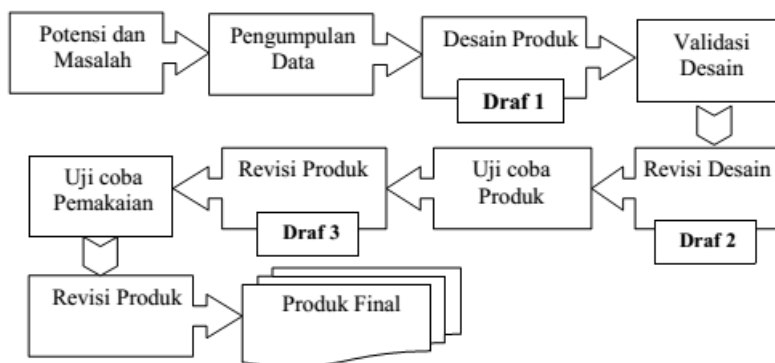 Potensi dan
Masalah
Pengumpulan
Data
Desain Produk
Draf 1
Validasi
Desain
Revisi Desain
Draf 2
Uji coba
Produk
Revisi Produk
Draf 3
Uji coba
Pemakaian
Revisi Produk
Produk Final